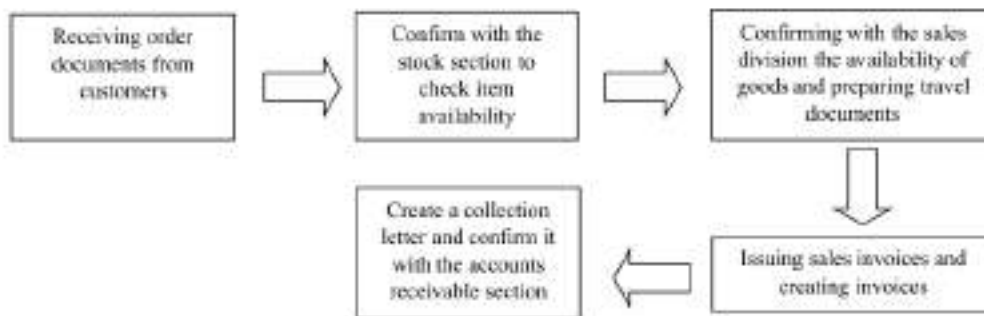 Receiving order
documents from
customers
Confirm with the
stock section to
check item
availability
Confirming with the sales
division the availability of
goods and preparing travel
documents
Issuing sales invoices and
creating invoices
Create a collection
letter and confirm it
with the accounts
receivable section